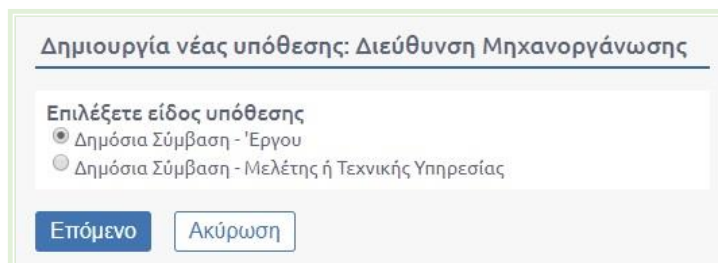 Δημιουργία νέας υπόθεσης: Διεύθυνση Μηχανοργάνωσης
Επιλέξετε είδος υπόθεσης
Δημόσια Σύμβαση - 'Εργου
Δημόσια Σύμβαση - Μελέτης ή Τεχνικής Υπηρεσίας
Επόμενο Ακύρωση